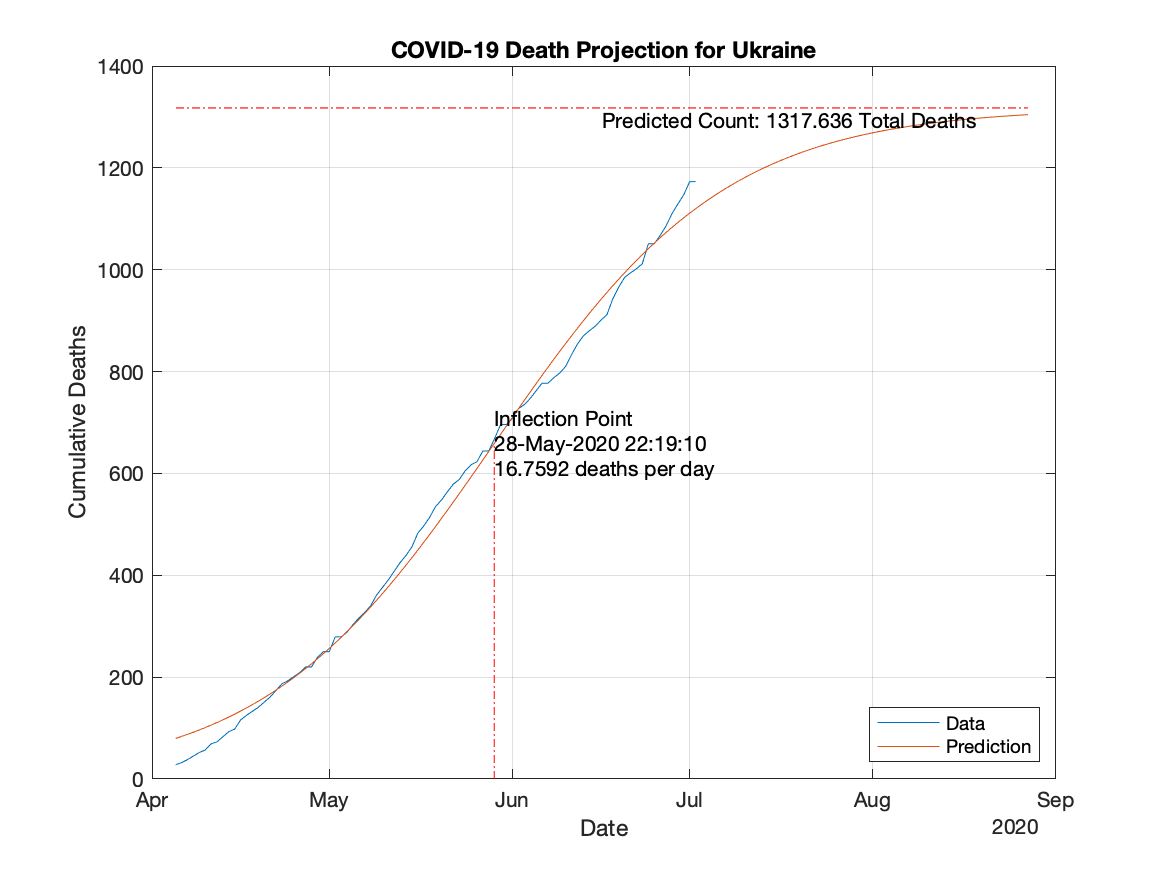 COVID-19 Death Projection for Ukraine
1400
Predicted Count: 1317.636 Total Deaths
1200
1000
800
Cumulative Deaths
Inflection Point
28-May-2020 22:19:10
16.7592 deaths per day
600
400
200
0
Data
Prediction
Apr May Jun Jul Aug Sep
Date
2020